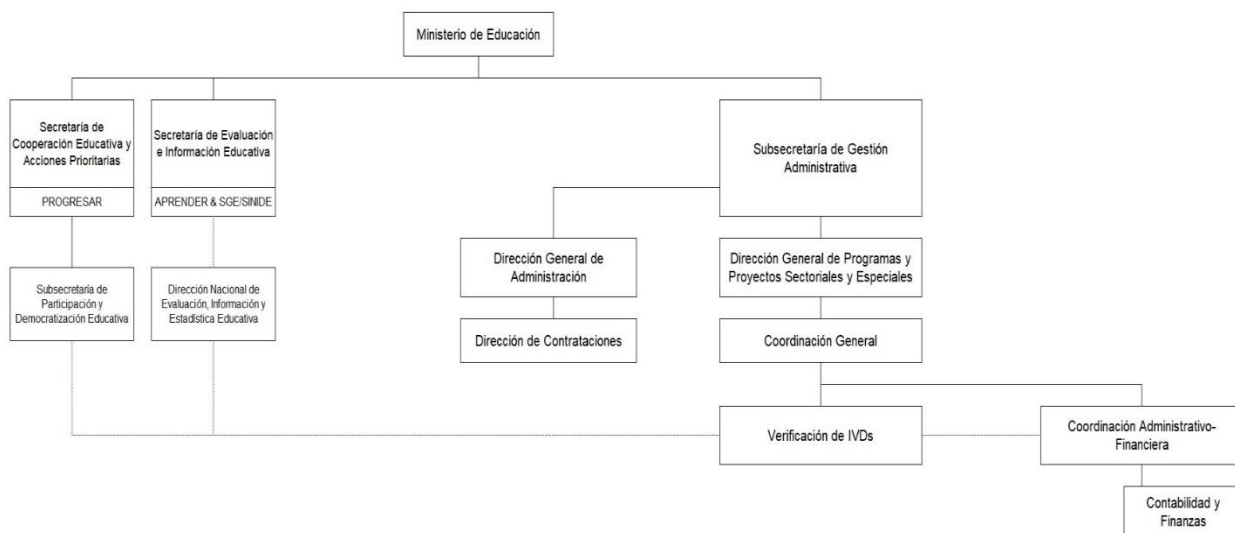 Ministerio de Educación
Secretaría de
Cooperación Educativa y
Acciones Prioritarias
PROGRESAR
Secretaría de Evaluación
e Información Educativa
APRENDER & SGE/SINIDE
Subsecretaría de Gestión
Administrativa
Subsecretaría de
Participación y
Democratización Educativa
Dirección Nacional de
Evaluación, Información y
Estadística Educativa
Dirección General de
Administración
Dirección General de Programas y
Proyectos Sectoriales y Especiales
Dirección de Contrataciones
Coordinación General
Verificación de IVDs
Coordinación Administrativo-
Financiera
Contabilidad y
Finanzas